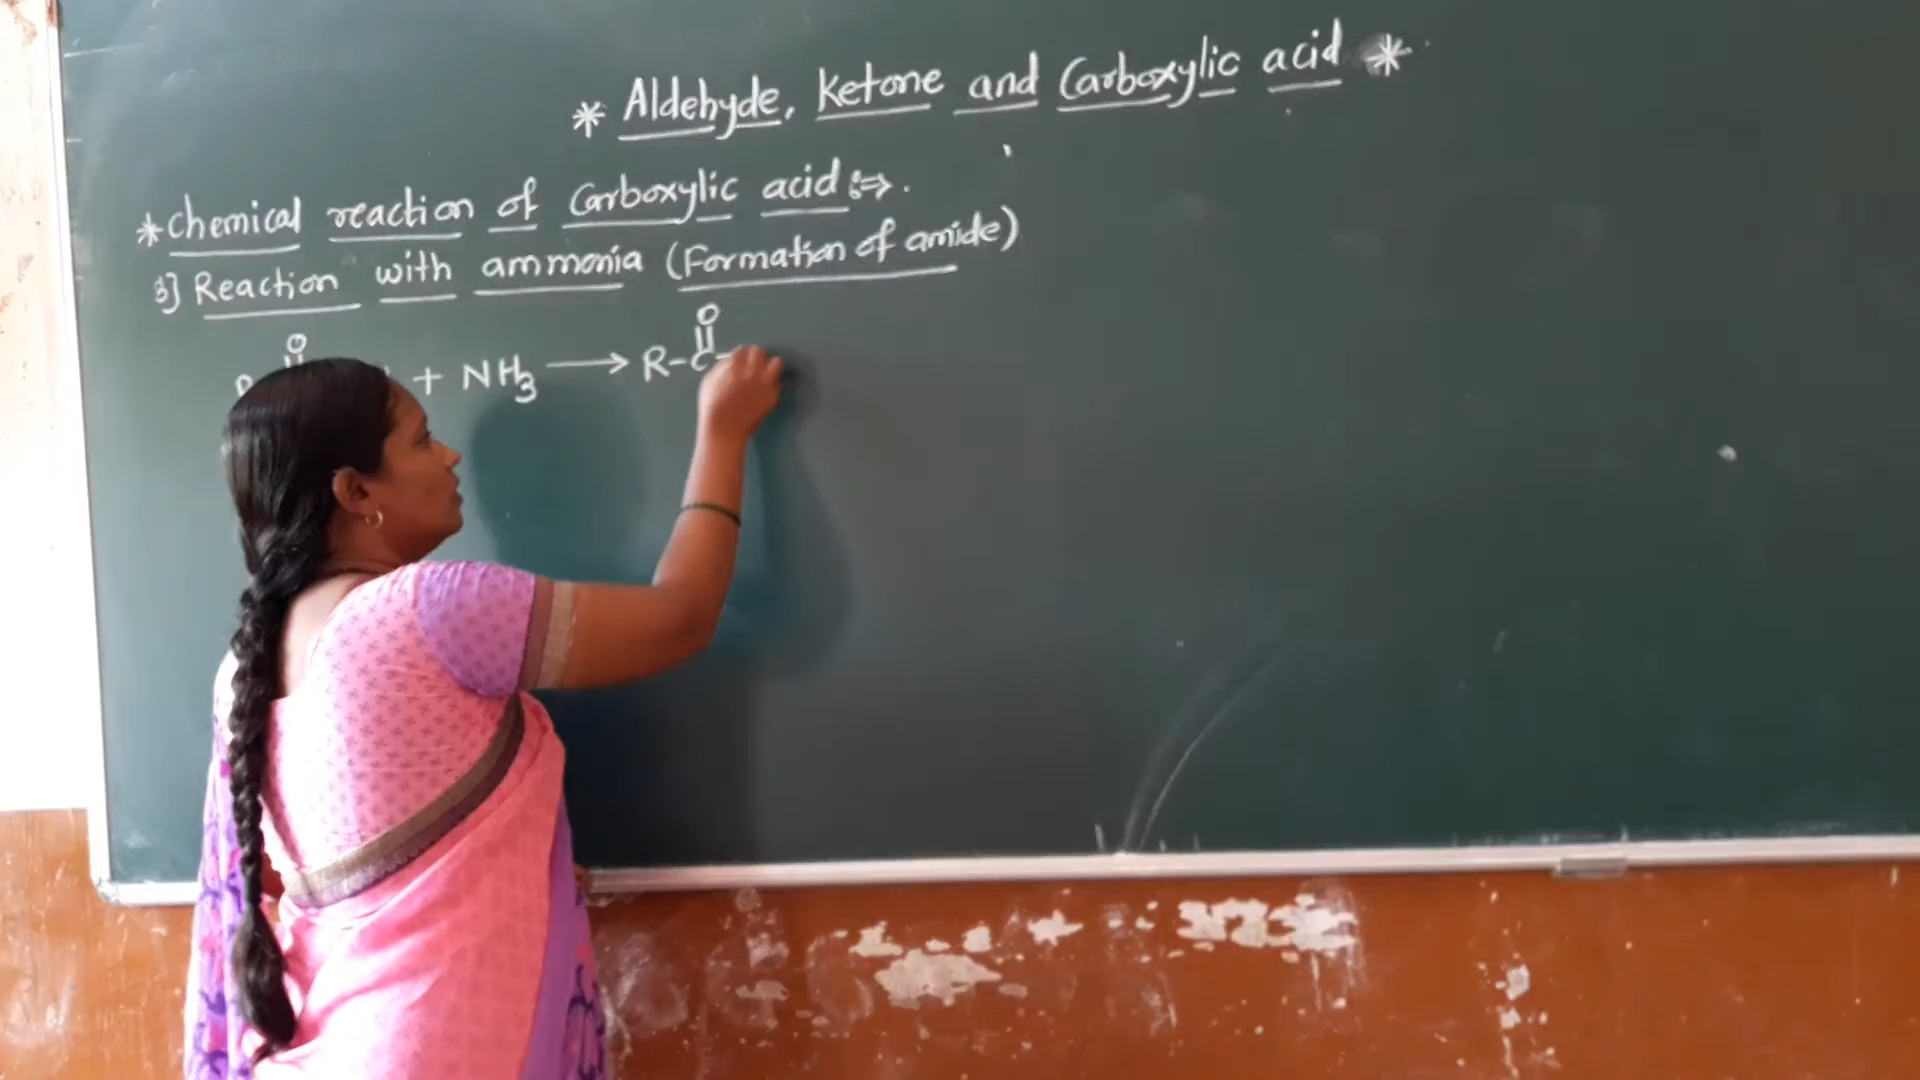 * Aldehyde, Ketone and Carboxylic acid *
* Chemical reaction of Carboxylic acid :⇒.
3] Reaction with ammonia (Formation of amide)
O O
+ NH3 ⟶ R-C-